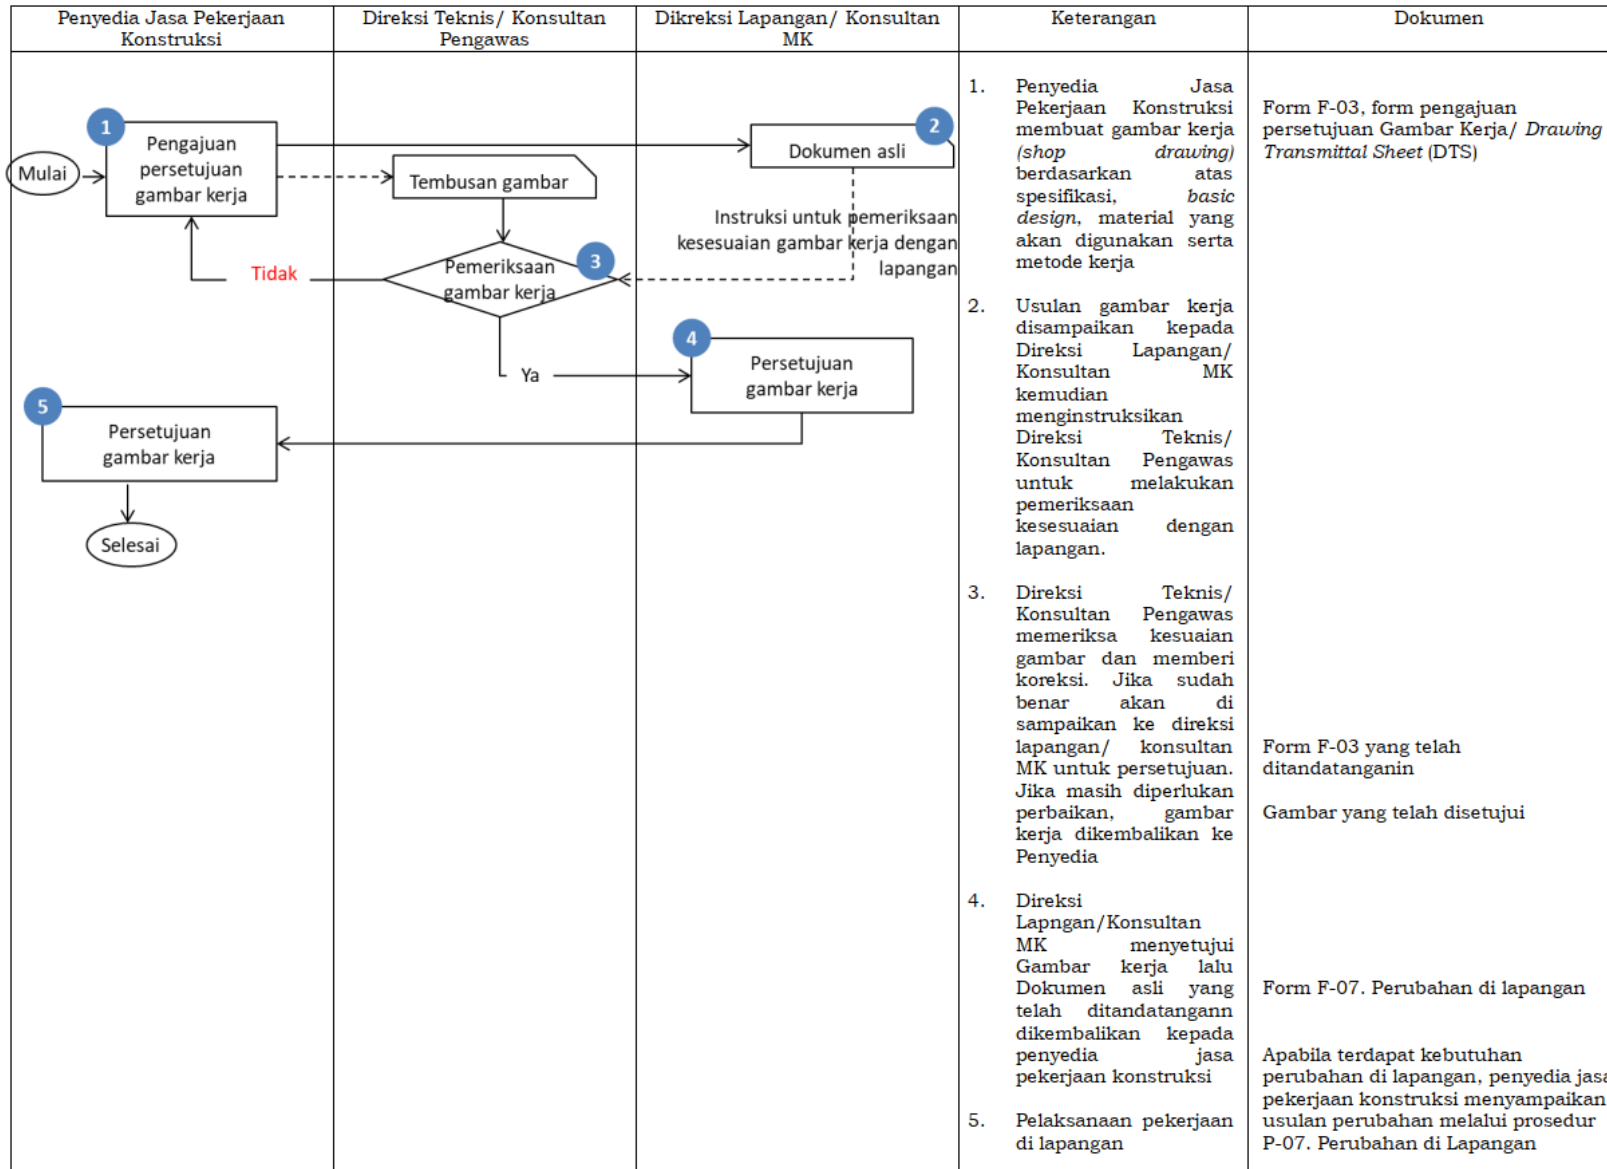 Penyedia Jasa Pekerjaan
Konstruksi
Direksi Teknis/ Konsultan
Pengawas
Dikreksi Lapangan/ Konsultan
MK
Keterangan
Dokumen
Mulai
1
Pengajuan
persetujuan
gambar kerja
Tembusan gambar
2
Dokumen asli
Instruksi untuk pemeriksaan
kesesuaian gambar kerja dengan
lapangan
3
Pemeriksaan
gambar kerja
Tidak
Ya
4
Persetujuan
gambar kerja
5
Persetujuan
gambar kerja
Selesai
1. Penyedia Jasa
Pekerjaan Konstruksi
membuat gambar kerja
(shop drawing)
berdasarkan atas
spesifikasi, basic
design, material yang
akan digunakan serta
metode kerja
2. Usulan gambar kerja
disampaikan kepada
Direksi Lapangan/
Konsultan MK
kemudian
menginstruksikan
Direksi Teknis/
Konsultan Pengawas
untuk melakukan
pemeriksaan
kesesuaian dengan
lapangan.
3. Direksi Teknis/
Konsultan Pengawas
memeriksa kesuaian
gambar dan memberi
koreksi. Jika sudah
benar akan di
sampaikan ke direksi
lapangan/ konsultan
MK untuk persetujuan.
Jika masih diperlukan
perbaikan, gambar
kerja dikembalikan ke
Penyedia
4. Direksi
Lapngan/Konsultan
MK menyetujui
Gambar kerja lalu
Dokumen asli yang
telah ditandatangann
dikembalikan kepada
penyedia jasa
pekerjaan konstruksi
5. Pelaksanaan pekerjaan
di lapangan
Form F-03, form pengajuan
persetujuan Gambar Kerja/ Drawing
Transmittal Sheet (DTS)
Form F-03 yang telah
ditandatanganin
Gambar yang telah disetujui
Form F-07. Perubahan di lapangan
Apabila terdapat kebutuhan
perubahan di lapangan, penyedia jasa
pekerjaan konstruksi menyampaikan
usulan perubahan melalui prosedur
P-07. Perubahan di Lapangan